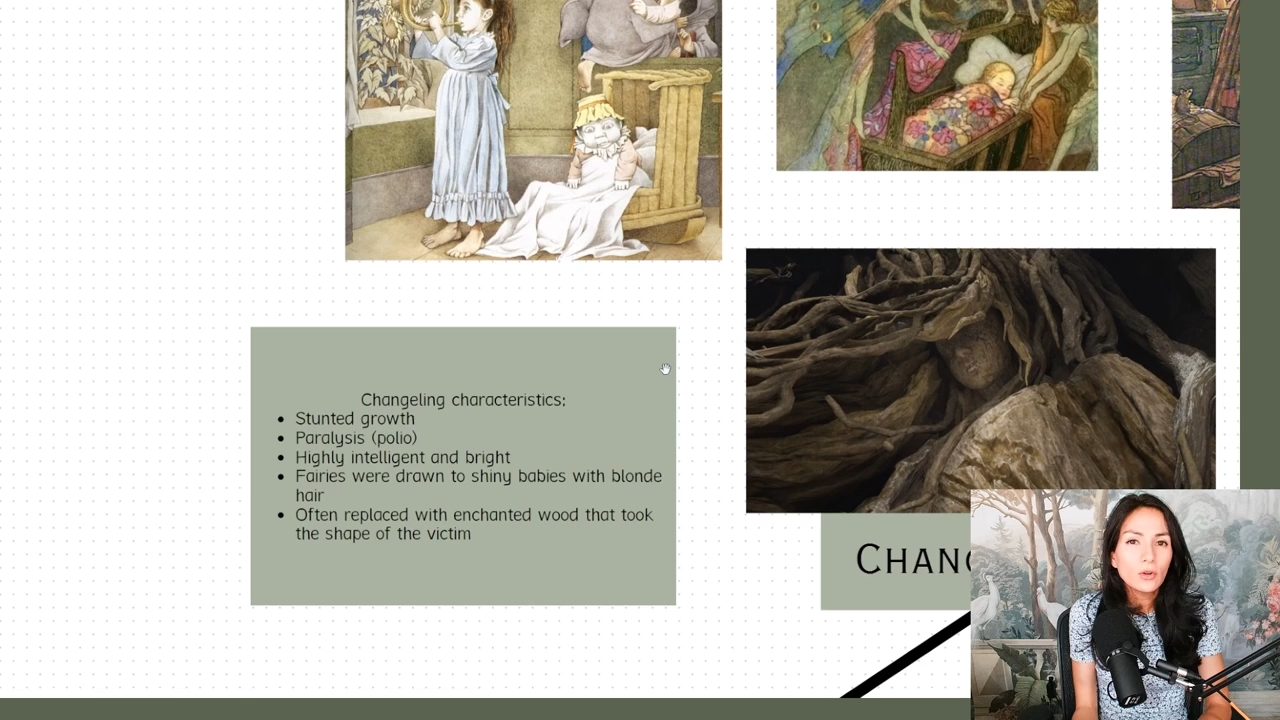 Changeling characteristics;
• Stunted growth
• Paralysis (polio)
• Highly intelligent and bright
• Fairies were drawn to shiny babies with blonde
hair
• Often replaced with enchanted wood that took
the shape of the victim